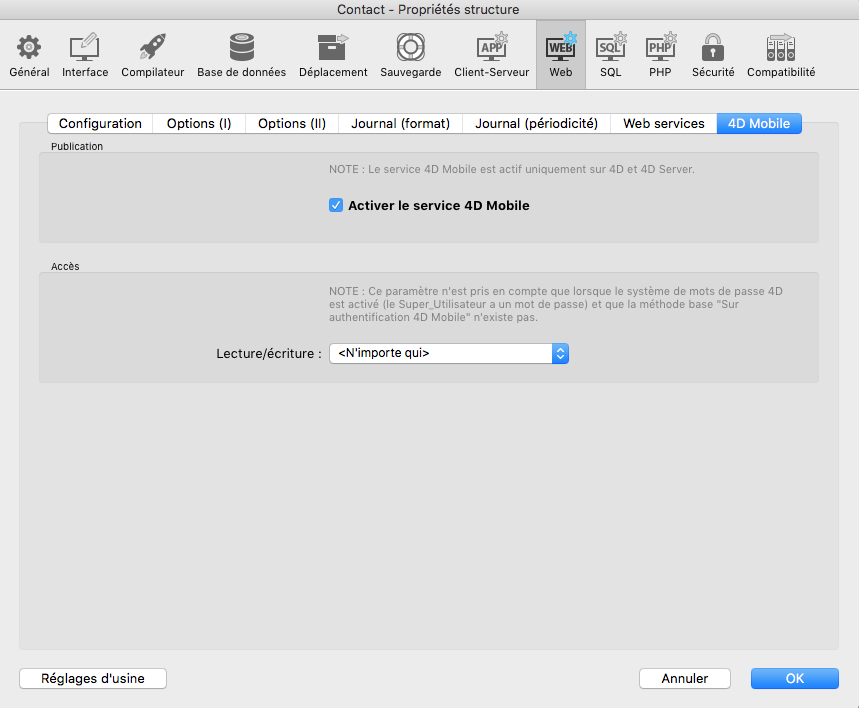 Contact - Propriétés structure
APP WEB SQL PHP
Général Interface Compilateur Base de données Déplacement Sauvegarde Client-Serveur Web SQL PHP Sécurité Compatibilité
Configuration Options (I) Options (II) Journal (format) Journal (périodicité) Web services 4D Mobile
Publication
NOTE : Le service 4D Mobile est actif uniquement sur 4D et 4D Server.
Activer le service 4D Mobile
Accès
NOTE : Ce paramètre n'est pris en compte que lorsque le système de mots de passe 4D
est activé (le Super_Utilisateur a un mot de passe) et que la méthode base "Sur
authentification 4D Mobile" n'existe pas.
Lecture/écriture : <N'importe qui>
Réglages d'usine Annuler OK